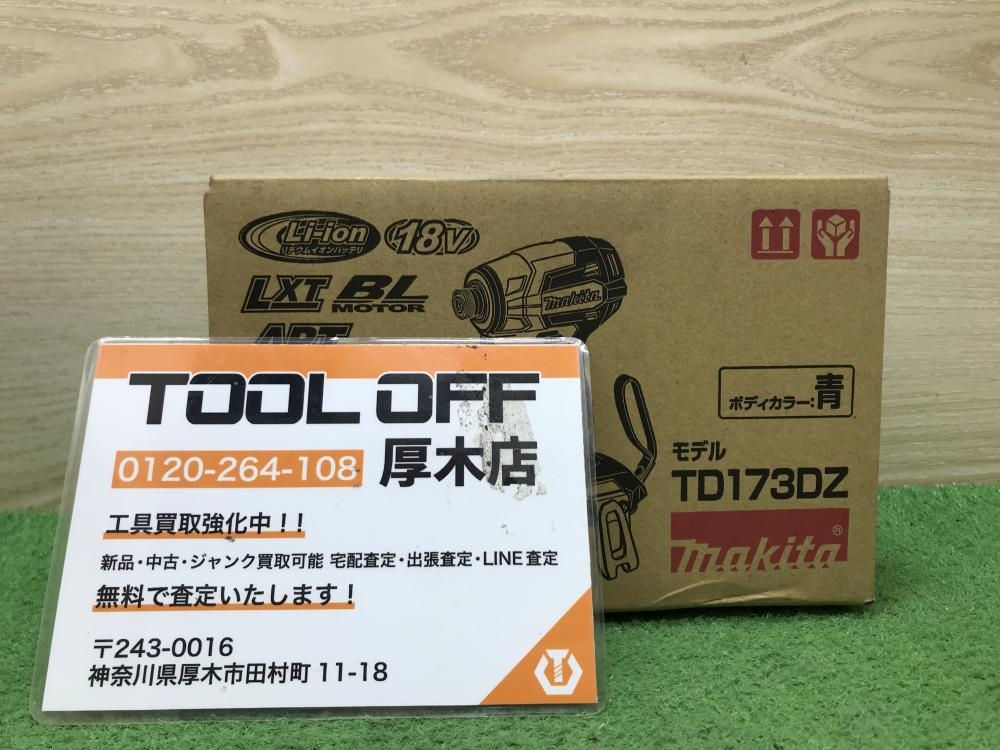 Li-ion
リチウムイオンバッテリ
18V
LXT BL
MOTOR
makita
ボディカラー:青
モデル
TD173DZ
makita®
TOOL OFF
0120-264-108 厚木店
工具買取強化中！！
新品・中古・ジャンク買取可能 宅配査定・出張査定・LINE査定
無料で査定いたします！
〒243-0016
神奈川県厚木市田村町 11-18